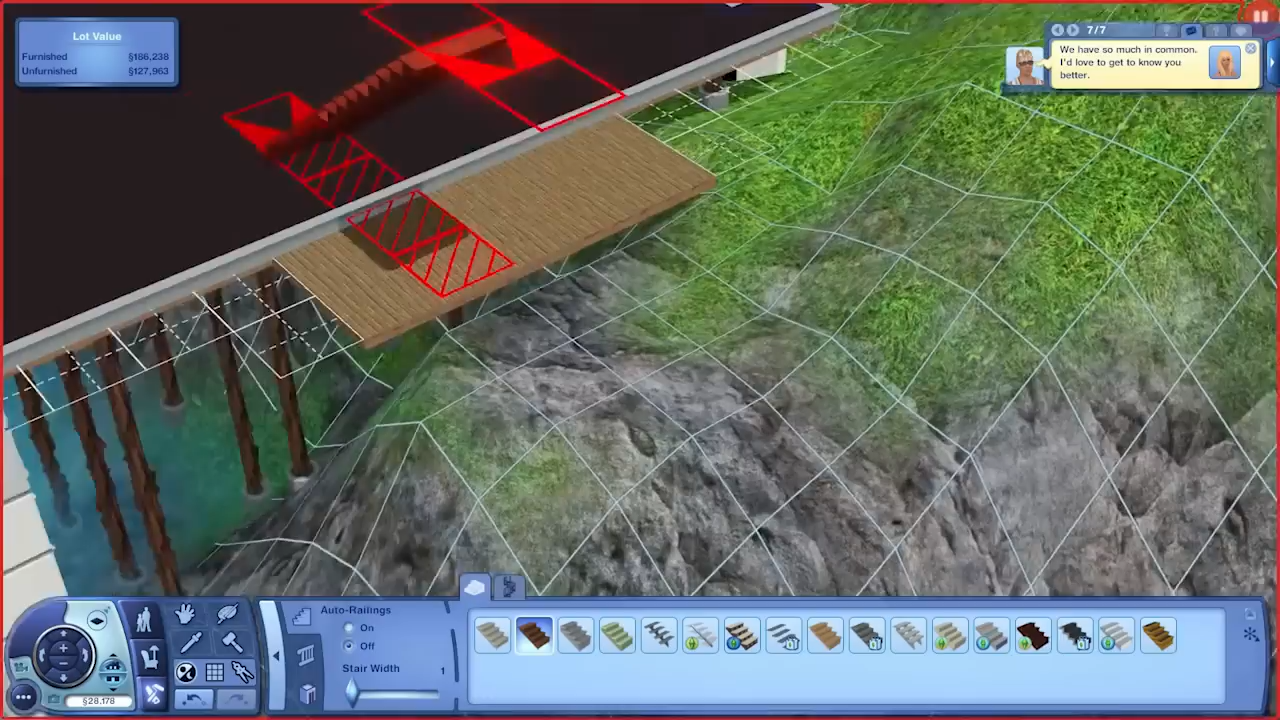 Lot Value
Furnished §186,238
Unfurnished §127,963
7/7
We have so much in common.
I'd love to get to know you
better.
Auto-Railings
On
Off
Stair Width 1
§28,178